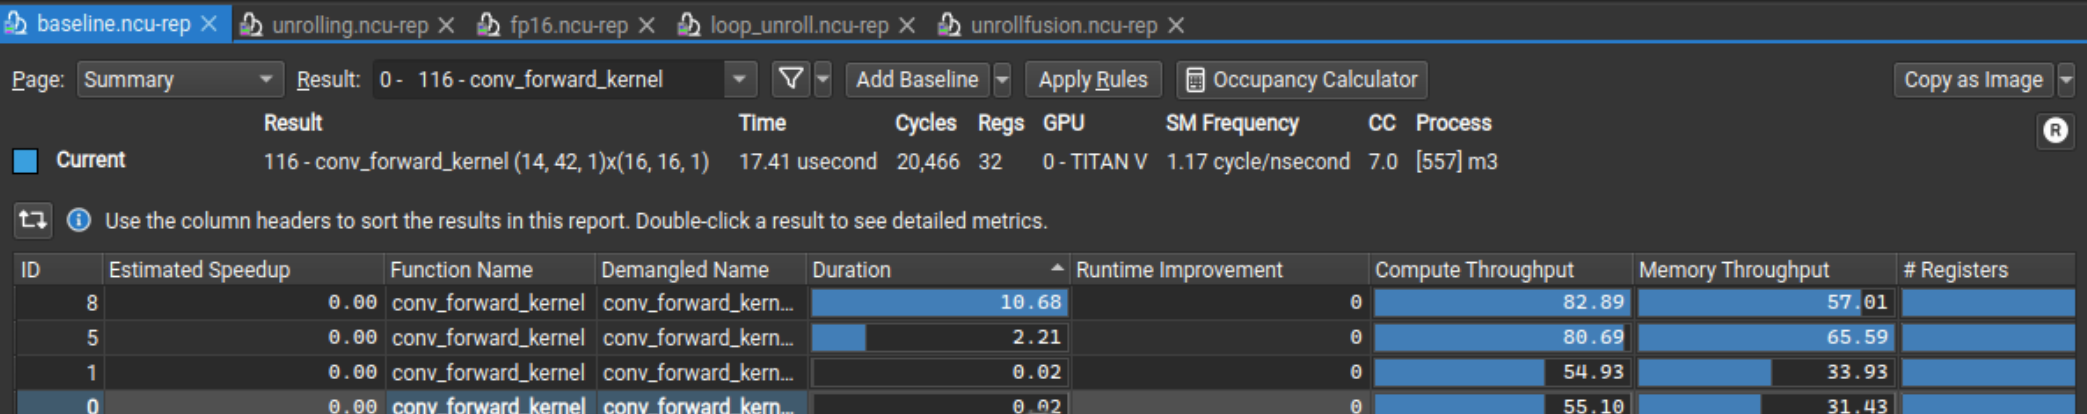 baseline.ncu-rep unrolling.ncu-rep fp16.ncu-rep loop_unroll.ncu-rep unrollfusion.ncu-rep
Page: Summary Result: 0 - 116 - conv_forward_kernel Add Baseline Apply Rules Occupancy Calculator Copy as Image
Result Time Cycles Regs GPU SM Frequency CC Process
R
Current 116 - conv_forward_kernel (14, 42, 1)x(16, 16, 1) 17.41 usecond 20,466 32 0 - TITAN V 1.17 cycle/nsecond 7.0 [557] m3
Use the column headers to sort the results in this report. Double-click a result to see detailed metrics.
ID Estimated Speedup Function Name Demangled Name Duration Runtime Improvement Compute Throughput Memory Throughput # Registers
8 0.00 conv_forward_kernel conv_forward_kern... 10.68 0 82.89 57.01
5 0.00 conv_forward_kernel conv_forward_kern... 2.21 0 80.69 65.59
1 0.00 conv_forward_kernel conv_forward_kern... 0.02 0 54.93 33.93
0 0.00 conv_forward_kernel conv_forward_kern... 0.02 0 55.10 31.43